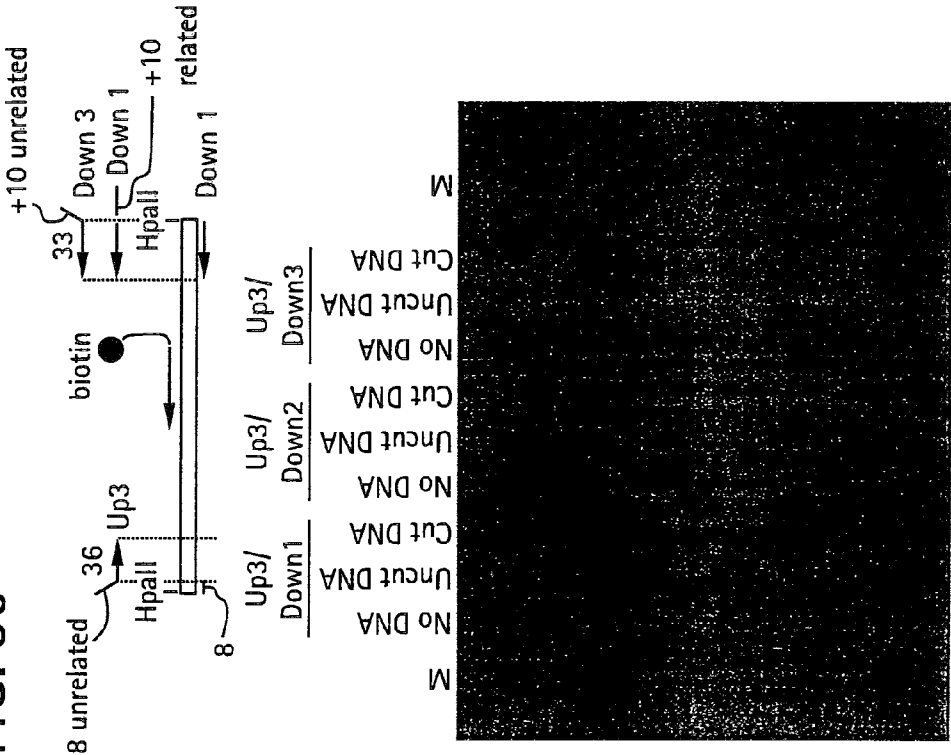 +10 unrelated
8 unrelated
36
Up3
biotin
33
Down 3
Down 1
+10
related
HpaII
HpaII
Down 1
8
Up3/
Down1
Up3/
Down2
Up3/
Down3
M
No DNA
Uncut DNA
Cut DNA
No DNA
Uncut DNA
Cut DNA
No DNA
Uncut DNA
Cut DNA
M